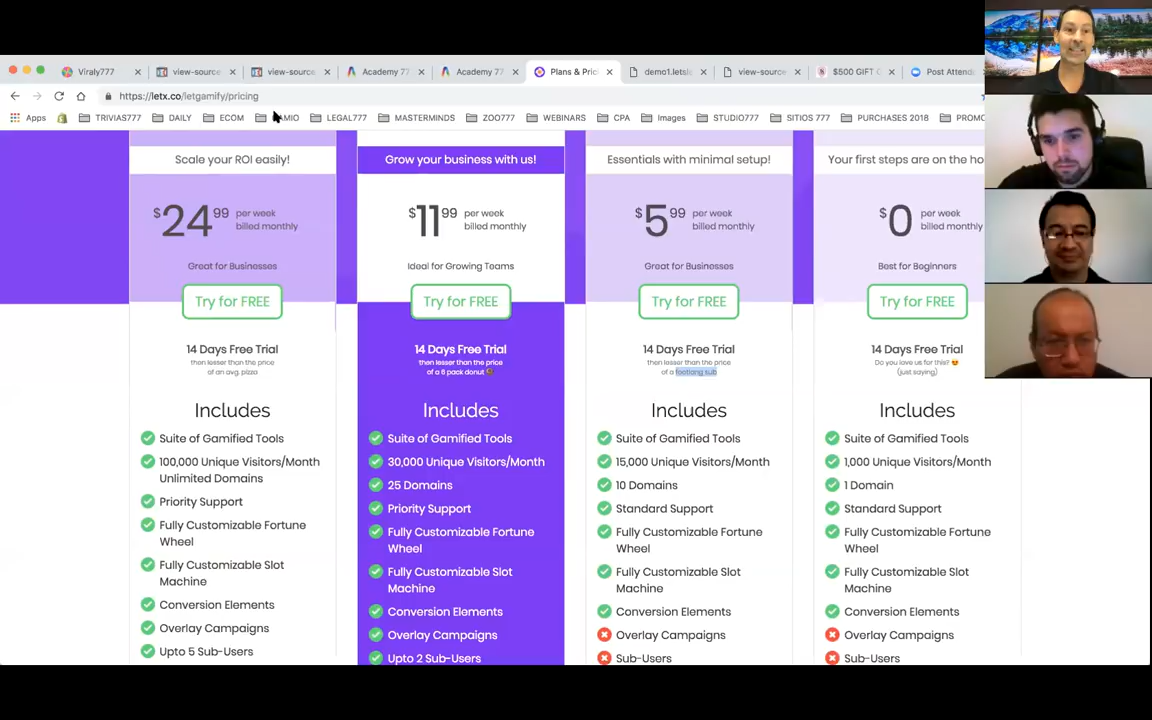 Viraly777
view-source
view-source
Academy 77
Academy 77
Plans & Pric
demo1.letsl
view-source
$500 GIFT C
Post Attend
https://letx.co/letgamify/pricing
Apps
TRIVIAS777
DAILY
ECOM
AMIO
LEGAL777
MASTERMINDS
ZOO777
WEBINARS
CPA
Images
STUDIO777
SITIOS 777
PURCHASES 2018
PROMO
Scale your ROI easily!
$24 99 per week
billed monthly
Great for Businesses
Try for FREE
14 Days Free Trial
then lesser than the price
of an avg. pizza
Includes
Suite of Gamified Tools
100,000 Unique Visitors/Month
Unlimited Domains
Priority Support
Fully Customizable Fortune
Wheel
Fully Customizable Slot
Machine
Conversion Elements
Overlay Campaigns
Upto 5 Sub-Users
Grow your business with us!
$11 99 per week
billed monthly
Ideal for Growing Teams
Try for FREE
14 Days Free Trial
then lesser than the price
of a 6 pack donut
Includes
Suite of Gamified Tools
30,000 Unique Visitors/Month
25 Domains
Priority Support
Fully Customizable Fortune
Wheel
Fully Customizable Slot
Machine
Conversion Elements
Overlay Campaigns
Upto 2 Sub-Users
Essentials with minimal setup!
$5 99 per week
billed monthly
Great for Businesses
Try for FREE
14 Days Free Trial
then lesser than the price
of a footlong sub
Includes
Suite of Gamified Tools
15,000 Unique Visitors/Month
10 Domains
Standard Support
Fully Customizable Fortune
Wheel
Fully Customizable Slot
Machine
Conversion Elements
Overlay Campaigns
Sub-Users
Your first steps are on the ho
$0 per week
billed monthly
Best for Beginners
Try for FREE
14 Days Free Trial
Do you love us for this? 😍
(just saying)
Includes
Suite of Gamified Tools
1,000 Unique Visitors/Month
1 Domain
Standard Support
Fully Customizable Fortune
Wheel
Fully Customizable Slot
Machine
Conversion Elements
Overlay Campaigns
Sub-Users